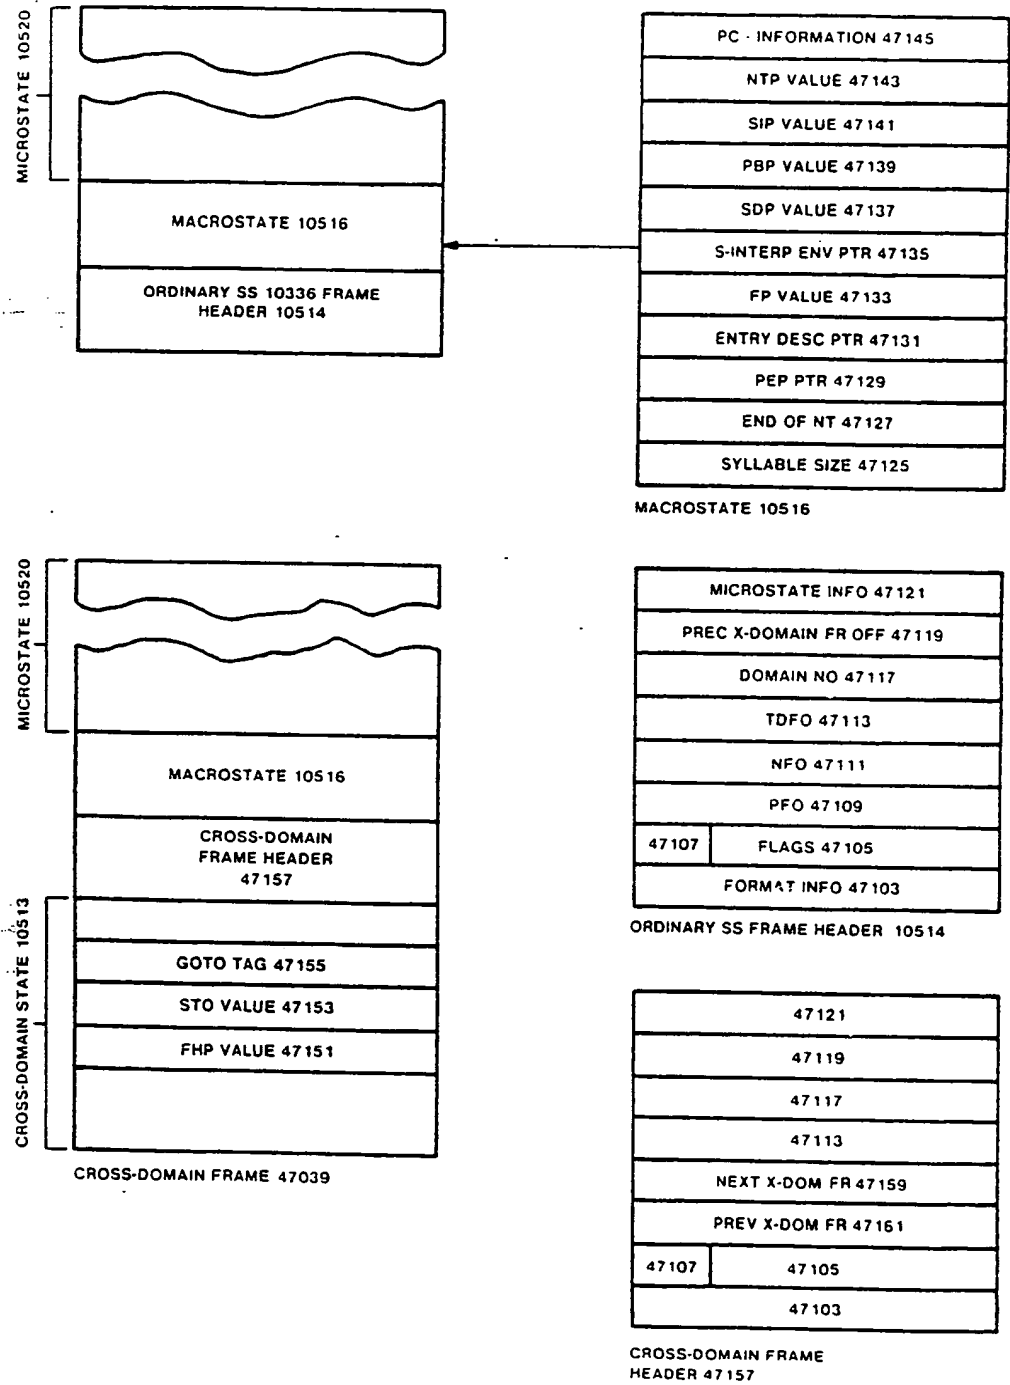 MICROSTATE 10520
MACROSTATE 10516
ORDINARY SS 10336 FRAME
HEADER 10514
PC - INFORMATION 47145
NTP VALUE 47143
SIP VALUE 47141
PBP VALUE 47139
SDP VALUE 47137
S-INTERP ENV PTR 47135
FP VALUE 47133
ENTRY DESC PTR 47131
PEP PTR 47129
END OF NT 47127
SYLLABLE SIZE 47125
MACROSTATE 10516
MICROSTATE 10520
MACROSTATE 10516
CROSS-DOMAIN
FRAME HEADER
47157
CROSS-DOMAIN STATE 10513
GOTO TAG 47155
STO VALUE 47153
FHP VALUE 47151
CROSS-DOMAIN FRAME 47039
MICROSTATE INFO 47121
PREC X-DOMAIN FR OFF 47119
DOMAIN NO 47117
TDFO 47113
NFO 47111
PFO 47109
47107 FLAGS 47105
FORMAT INFO 47103
ORDINARY SS FRAME HEADER 10514
47121
47119
47117
47113
NEXT X-DOM FR 47159
PREV X-DOM FR 47161
47107 47105
47103
CROSS-DOMAIN FRAME
HEADER 47157